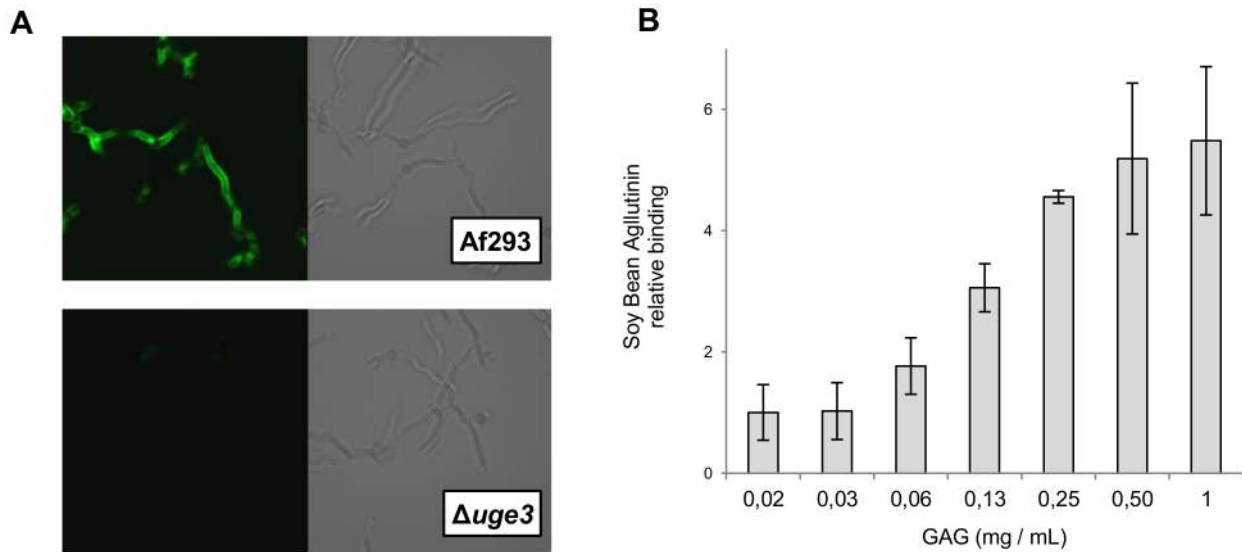 A
Af293
Δuge3
B
Soy Bean Agllutinin
relative binding
6
4
2
0
0,02 0,03 0,06 0,13 0,25 0,50 1
GAG (mg / mL)